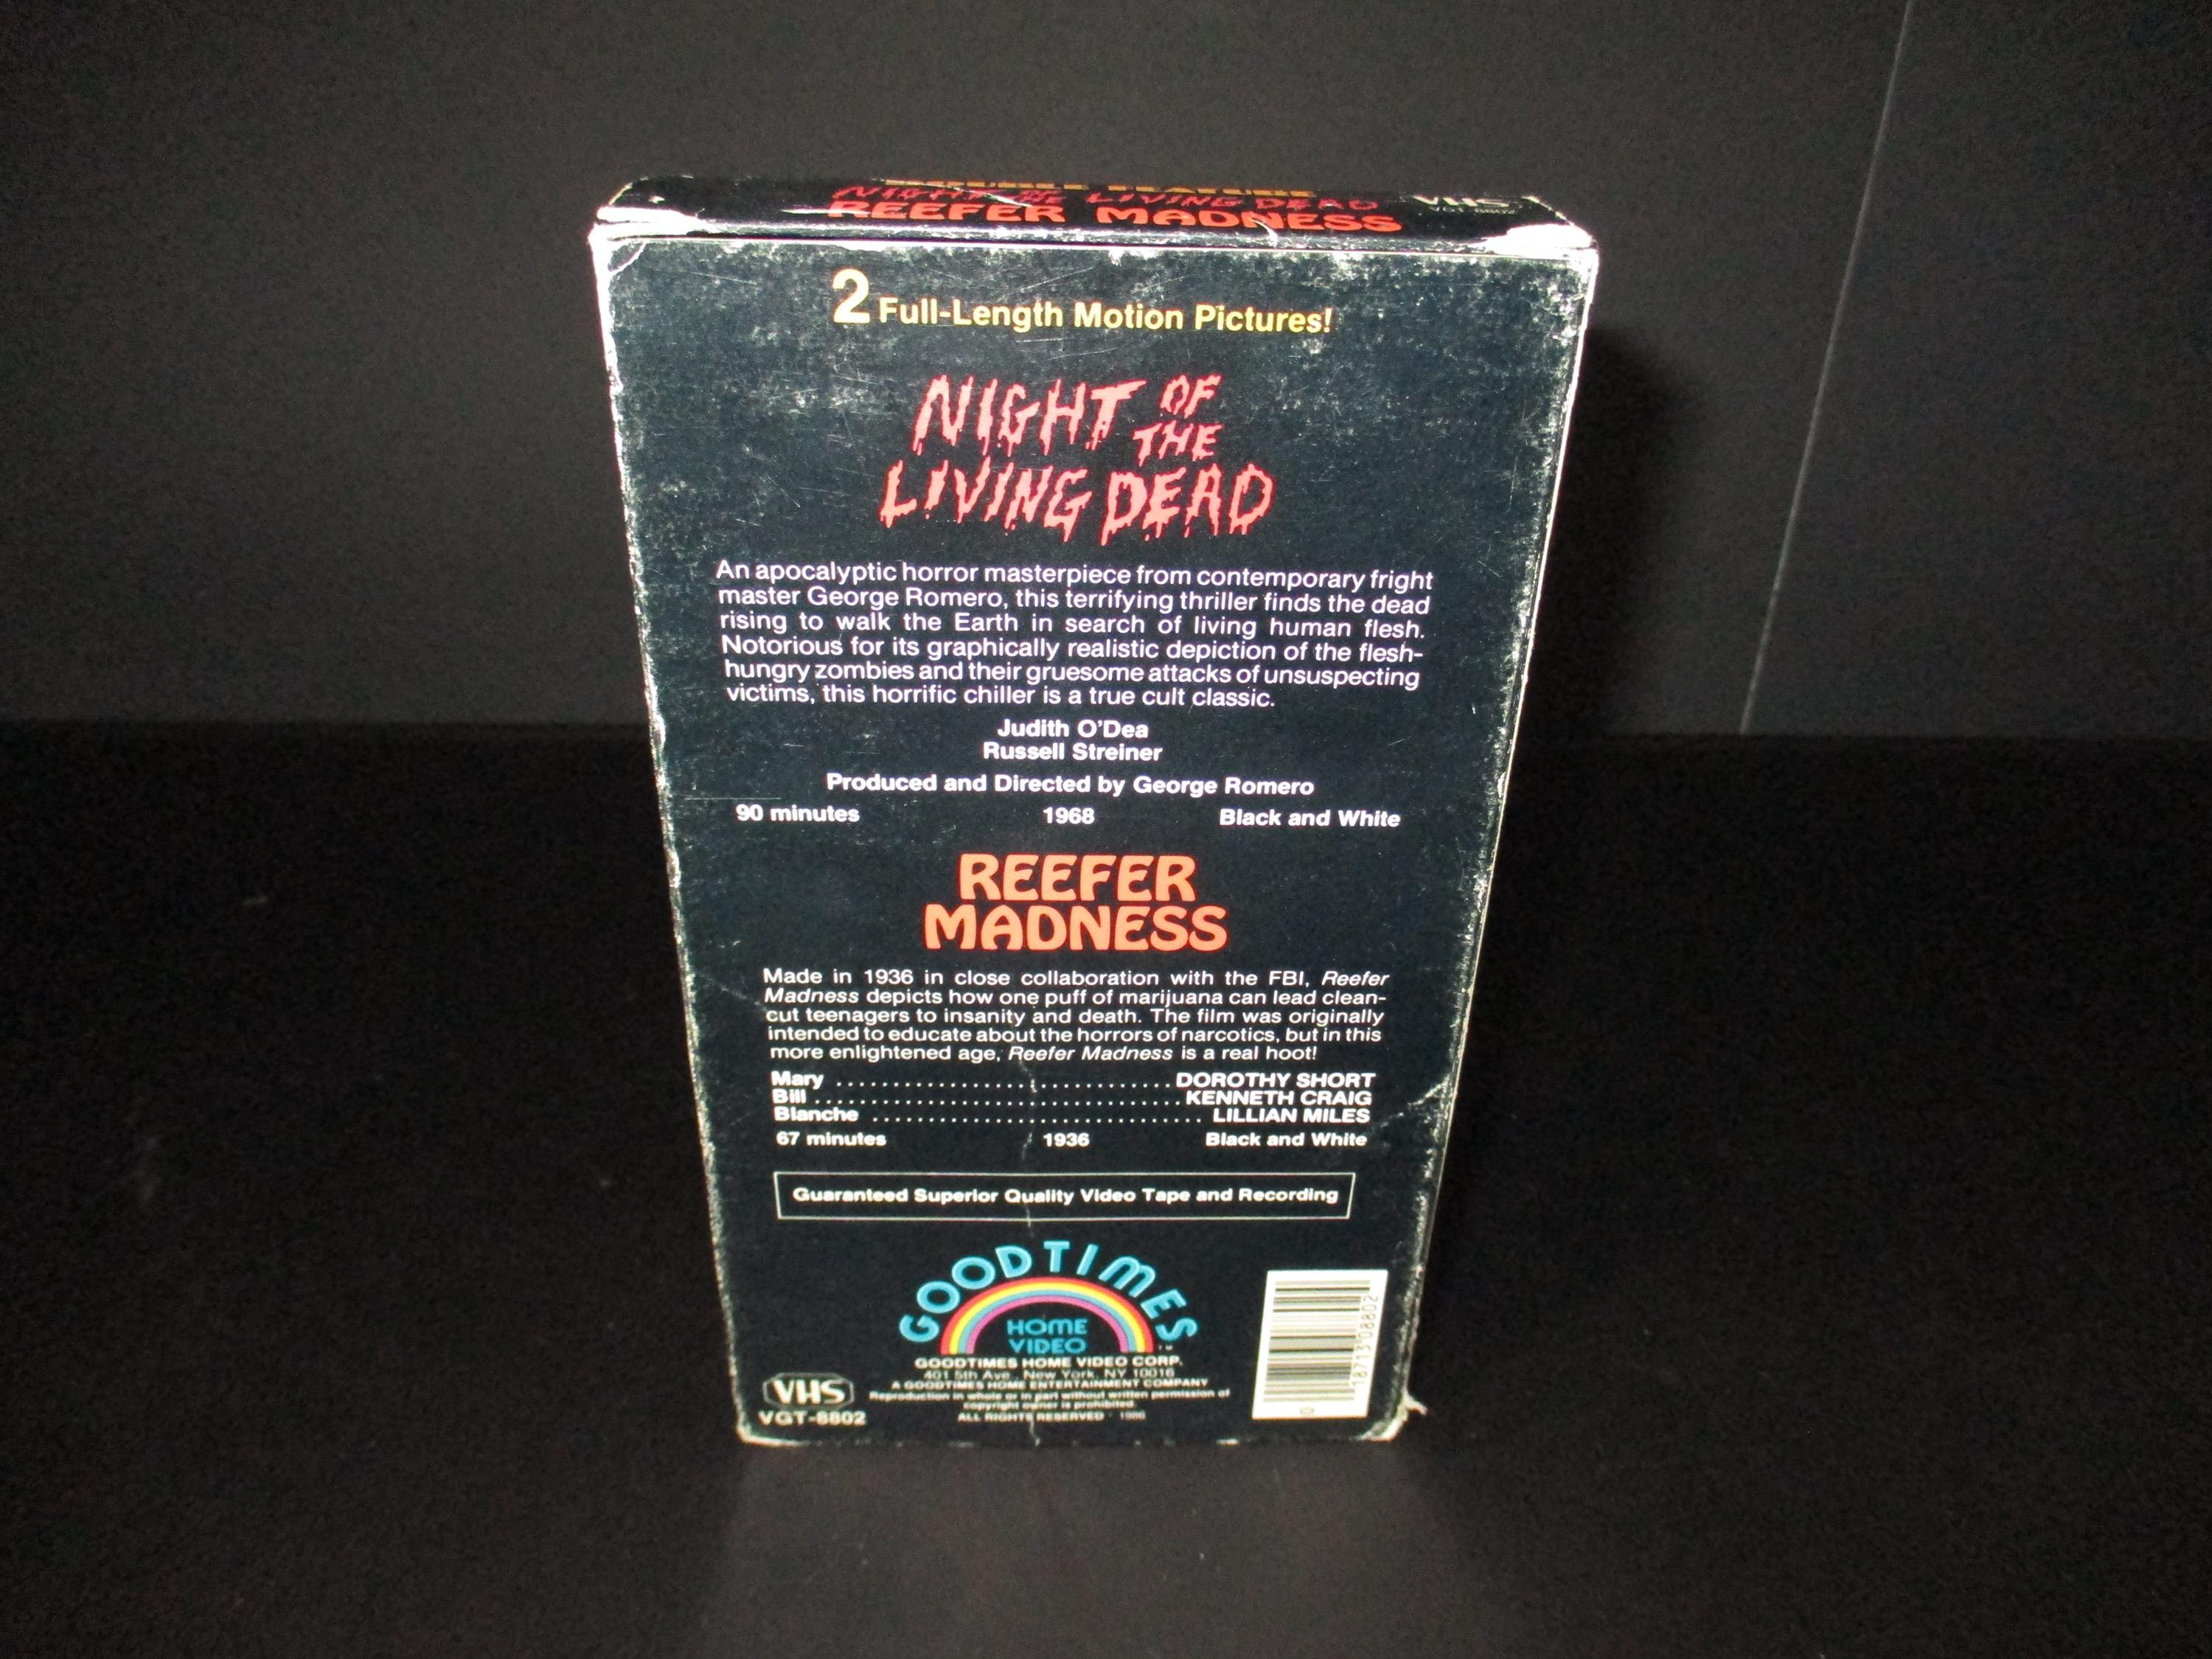 DOUBLE FEATURE
NIGHT OF THE LIVING DEAD
REEFER MADNESS
VHS
VGT-8802
2 Full-Length Motion Pictures!
NIGHT OF THE
LIVING DEAD
An apocalyptic horror masterpiece from contemporary fright
master George Romero, this terrifying thriller finds the dead
rising to walk the Earth in search of living human flesh.
Notorious for its graphically realistic depiction of the flesh-
hungry zombies and their gruesome attacks of unsuspecting
victims, this horrific chiller is a true cult classic.
Judith O'Dea
Russell Streiner
Produced and Directed by George Romero
90 minutes 1968 Black and White
REEFER
MADNESS
Made in 1936 in close collaboration with the FBI, Reefer
Madness depicts how one puff of marijuana can lead clean-
cut teenagers to insanity and death. The film was originally
intended to educate about the horrors of narcotics, but in this
more enlightened age, Reefer Madness is a real hoot!
Mary ........................... DOROTHY SHORT
Bill ........................... KENNETH CRAIG
Blanche ........................... LILLIAN MILES
67 minutes 1936 Black and White
Guaranteed Superior Quality Video Tape and Recording
GOODTIMES
HOME
VIDEO TM
GOODTIMES HOME VIDEO CORP.
401 5th Ave., New York, NY 10016
A GOODTIMES HOME ENTERTAINMENT COMPANY
Reproduction in whole or in part without written permission of
copyright owner is prohibited.
ALL RIGHTS RESERVED
VHS
VGT-8802
0 18713 08802